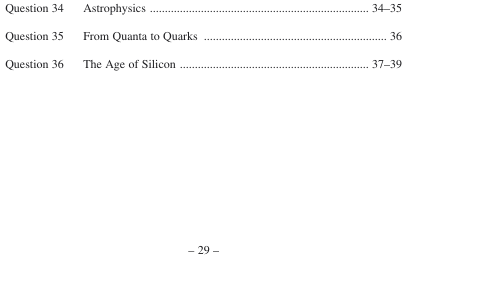 Question 34 Astrophysics .......................................................................... 34–35
Question 35 From Quanta to Quarks .............................................................. 36
Question 36 The Age of Silicon ................................................................ 37–39
– 29 –